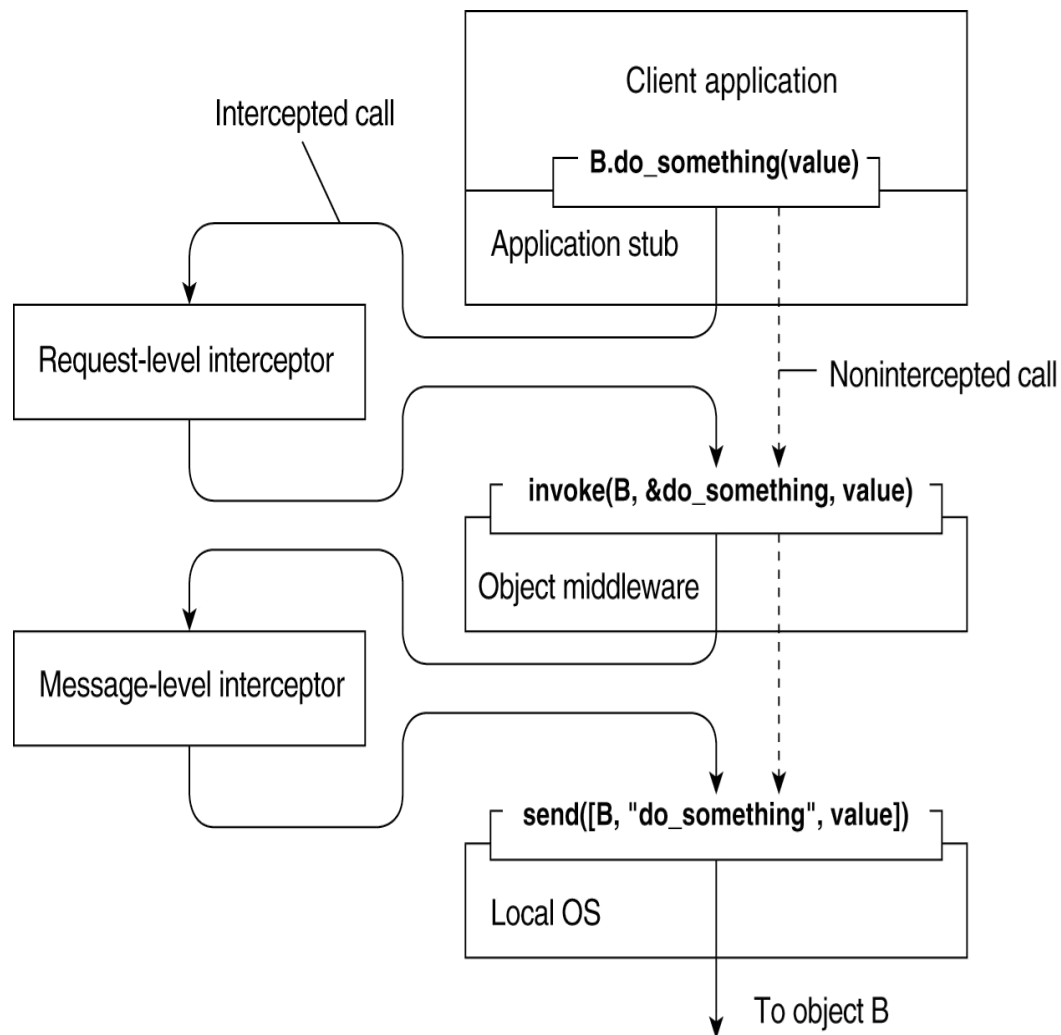 Client application
Intercepted call
B.do_something(value)
Application stub
Request-level interceptor
Nonintercepted call
invoke(B, &do_something, value)
Object middleware
Message-level interceptor
send([B, "do_something", value])
Local OS
To object B